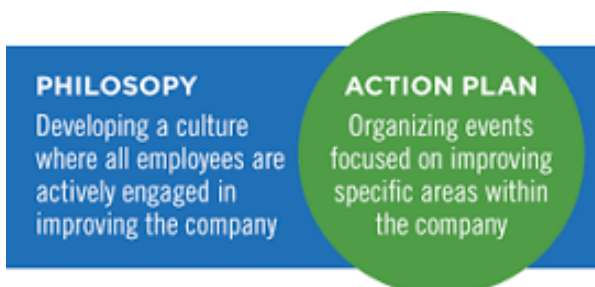 PHILOSOPY
Developing a culture
where all employees are
actively engaged in
improving the company
ACTION PLAN
Organizing events
focused on improving
specific areas within
the company